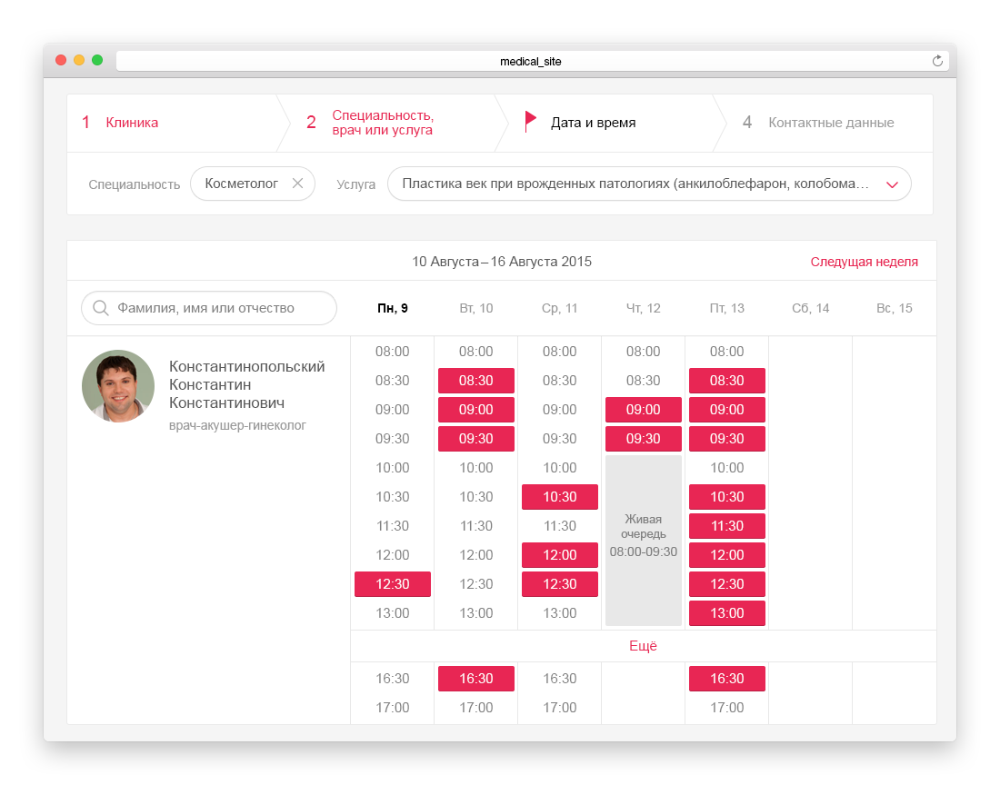 medical_site
1 Клиника
2 Специальность,
врач или услуга
Дата и время
4 Контактные данные
Специальность Косметолог Услуга Пластика век при врожденных патологиях (анкилоблефарон, колобома…
10 Августа – 16 Августа 2015 Следущая неделя
Фамилия, имя или отчество Пн, 9 Вт, 10 Ср, 11 Чт, 12 Пт, 13 Сб, 14 Вс, 15
Константинопольский
Константин
Константинович
врач-акушер-гинеколог
08:00 08:00 08:00 08:00 08:00
08:30 08:30 08:30 08:30 08:30
09:00 09:00 09:00 09:00 09:00
09:30 09:30 09:30 09:30 09:30
10:00 10:00 10:00 10:00
10:30 10:30 10:30 10:30
11:30 11:30 11:30 11:30
Живая
очередь
08:00-09:30
12:00 12:00 12:00 12:00
12:30 12:30 12:30 12:30
13:00 13:00 13:00 13:00
Ещё
16:30 16:30 16:30 16:30
17:00 17:00 17:00 17:00